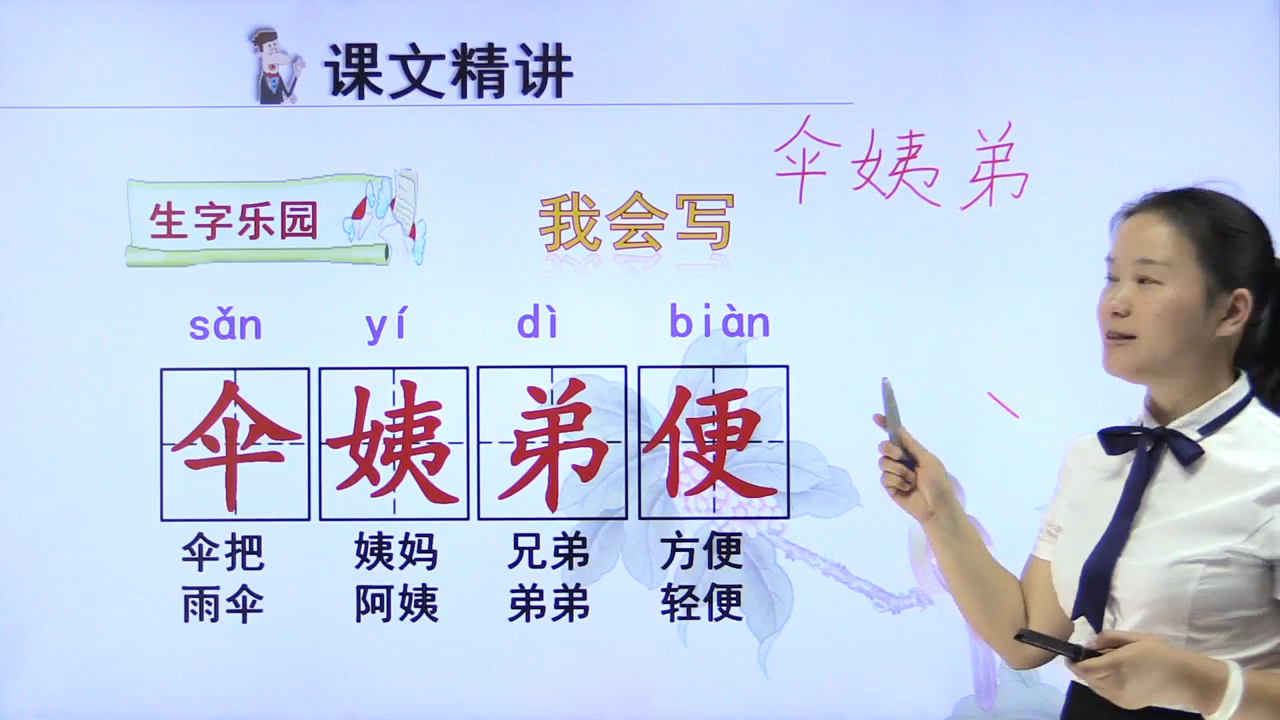 课文精讲
伞姨弟
生字乐园
我会写
sǎn yí dì biàn
伞 姨 弟 便
伞把 姨妈 兄弟 方便
雨伞 阿姨 弟弟 轻便